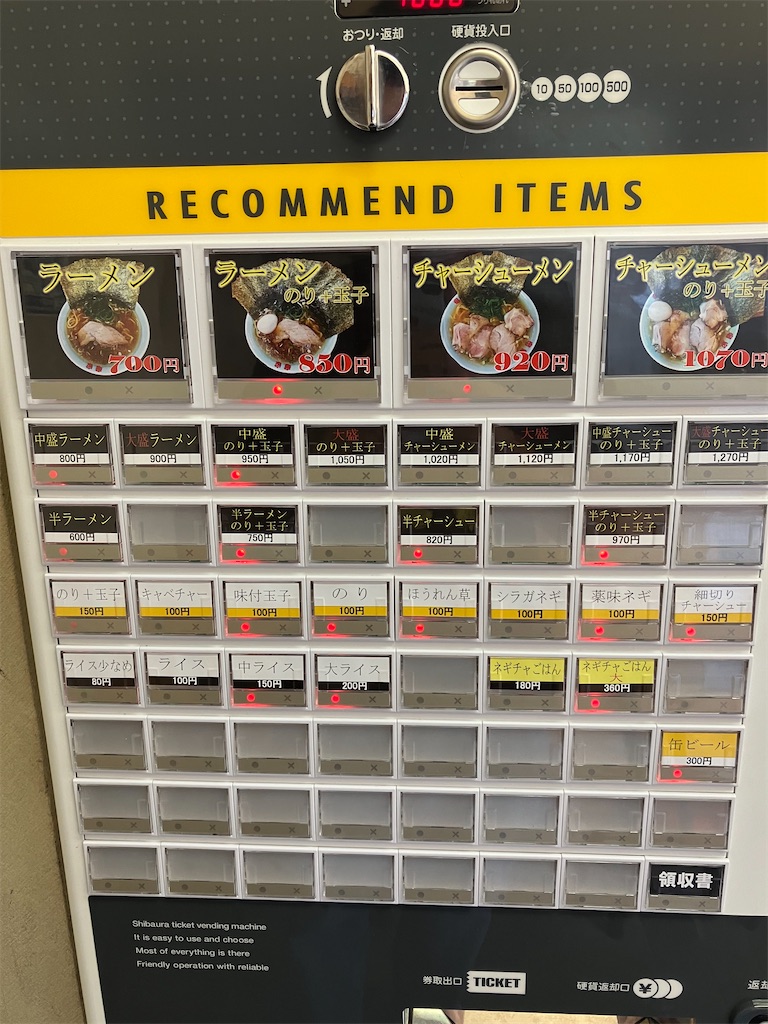 おつり・返却
硬貨投入口
10 50 100 500
RECOMMEND ITEMS
ラーメン
700円
ラーメン
のり+玉子
850円
チャーシューメン
920円
チャーシューメン
のり+玉子
1070円
中盛ラーメン
800円
大盛ラーメン
900円
中盛
のり+玉子
950円
大盛
のり+玉子
1,050円
中盛
チャーシューメン
1,020円
大盛
チャーシューメン
1,120円
中盛チャーシュー
のり+玉子
1,170円
大盛チャーシュー
のり+玉子
1,270円
半ラーメン
600円
半ラーメン
のり+玉子
750円
半チャーシュー
820円
半チャーシュー
のり+玉子
970円
のり+玉子
150円
キャベチャー
100円
味付玉子
100円
のり
100円
ほうれん草
100円
シラガネギ
100円
薬味ネギ
100円
細切り
チャーシュー
150円
ライス少なめ
80円
ライス
100円
中ライス
150円
大ライス
200円
ネギチャごはん
180円
ネギチャごはん
大
360円
缶ビール
300円
領収書
Shibaura ticket vending machine
It is easy to use and choose
Most of everything is there
Friendly operation with reliable
券取出口 TICKET
硬貨返却口 ¥
返却